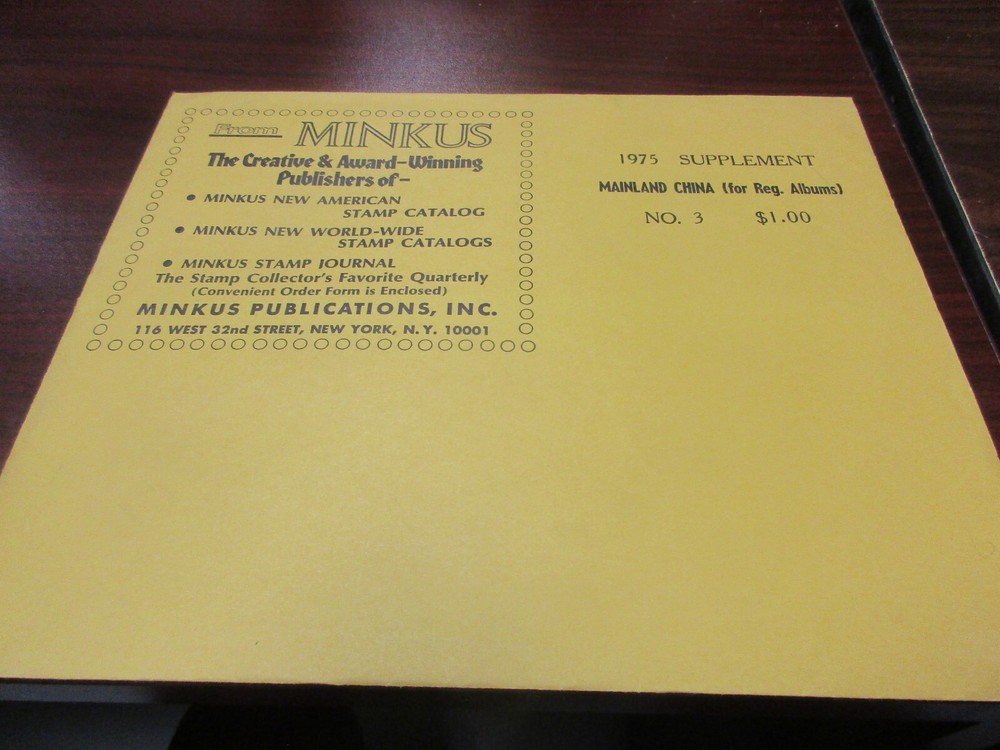 From MINKUS
The Creative & Award-Winning
Publishers of-
• MINKUS NEW AMERICAN
STAMP CATALOG
• MINKUS NEW WORLD-WIDE
STAMP CATALOGS
• MINKUS STAMP JOURNAL
The Stamp Collector's Favorite Quarterly
(Convenient Order Form is Enclosed)
MINKUS PUBLICATIONS, INC.
116 WEST 32nd STREET, NEW YORK, N.Y. 10001
1975 SUPPLEMENT
MAINLAND CHINA (for Reg. Albums)
NO. 3 $1.00